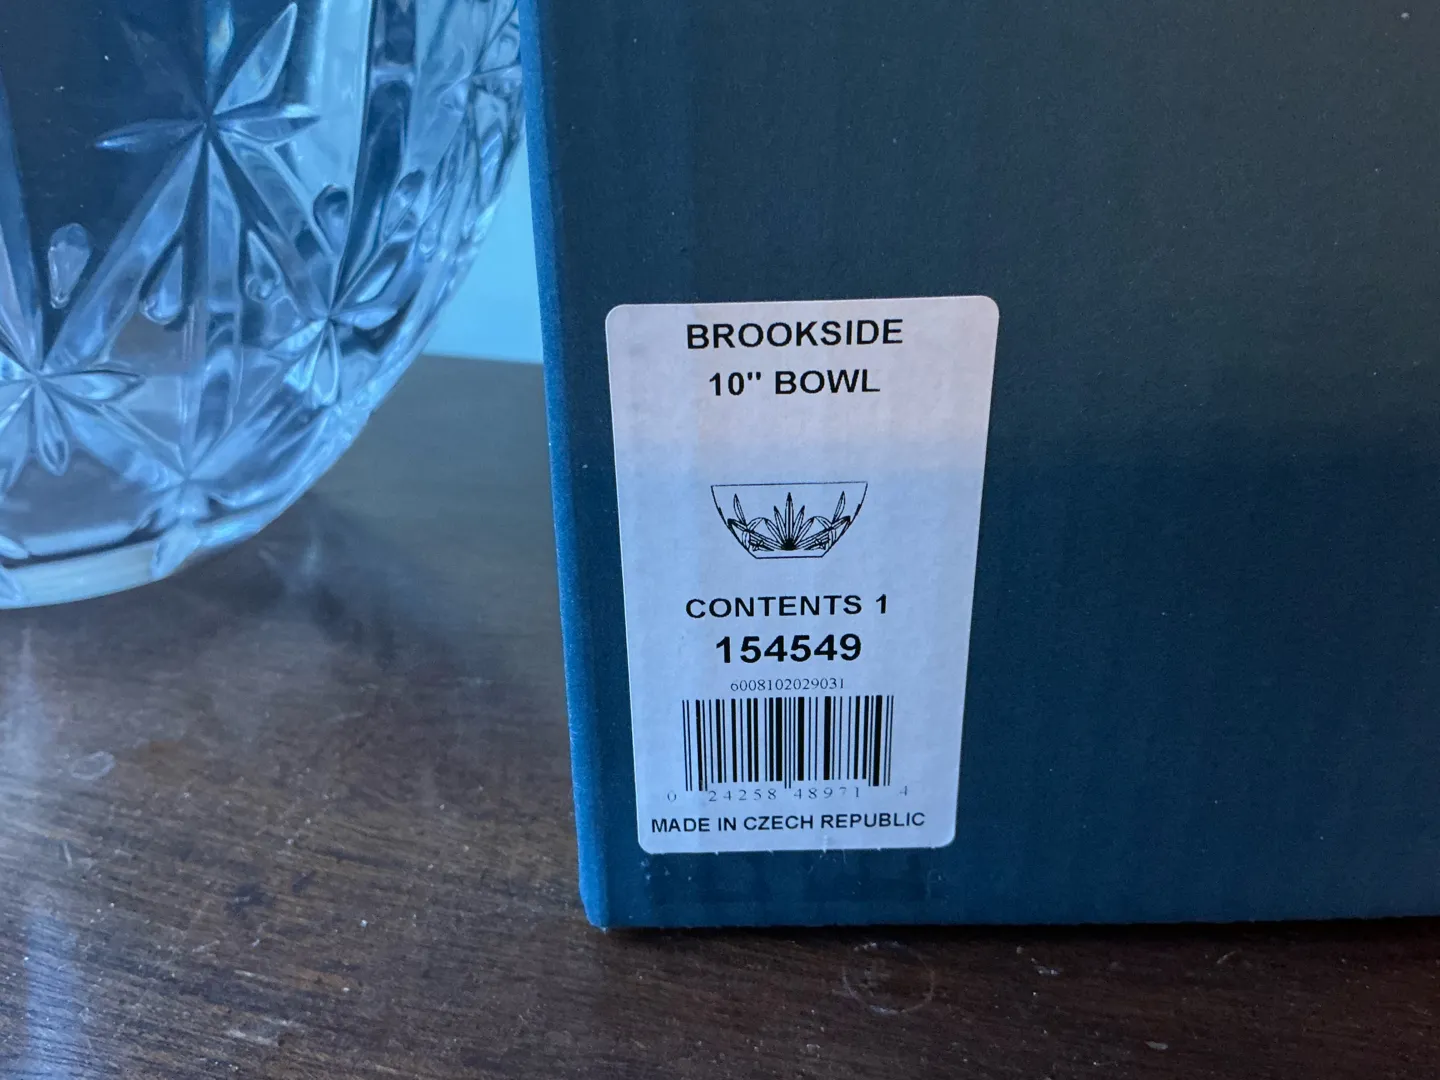 BROOKSIDE
10" BOWL
CONTENTS 1
154549
6008102029031
0 24258 48971 4
MADE IN CZECH REPUBLIC